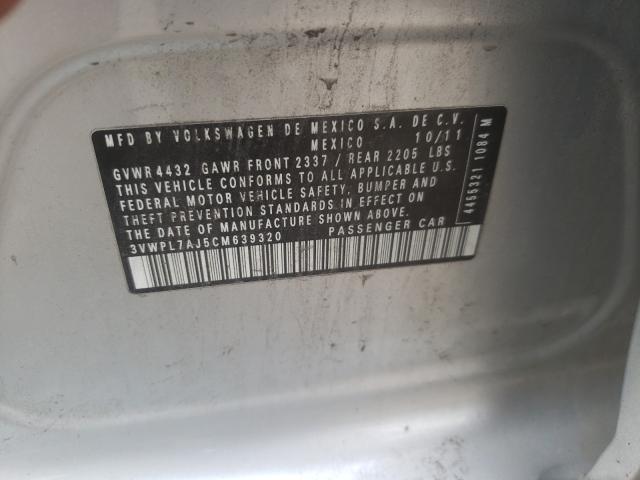 MFD BY VOLKSWAGEN DE MEXICO S.A. DE C.V.
MEXICO 10/11
GVWR 4432 GAWR FRONT 2337 / REAR 2205 LBS
THIS VEHICLE CONFORMS TO ALL APPLICABLE U.S.
FEDERAL MOTOR VEHICLE SAFETY, BUMPER AND
THEFT PREVENTION STANDARDS IN EFFECT ON
THE DATE OF MANUFACTURE SHOWN ABOVE.
3VWPL7AJ5CM639320 PASSENGER CAR
4455321 1084 M